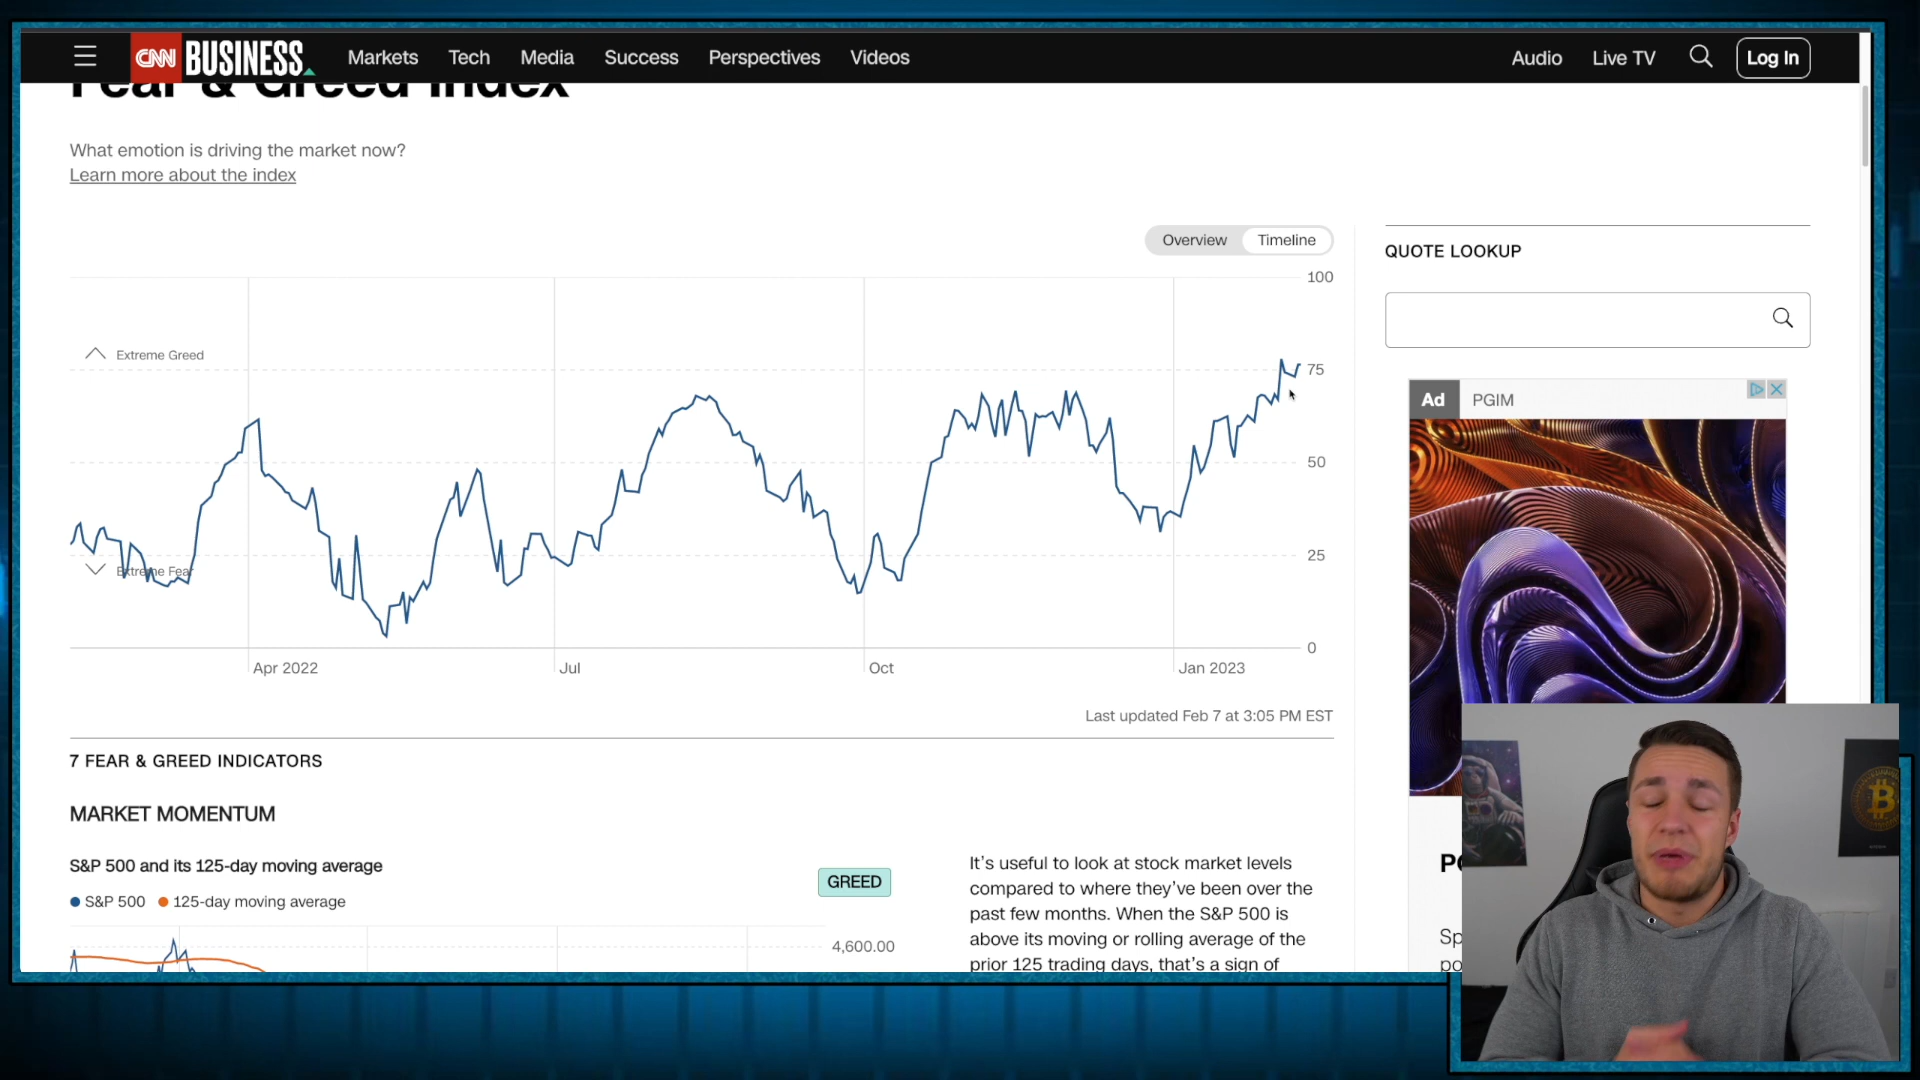 CNN BUSINESS
Markets
Tech
Media
Success
Perspectives
Videos
Audio
Live TV
Log In
Fear & Greed Index
What emotion is driving the market now?
Learn more about the index
Overview
Timeline
100
Extreme Greed
75
50
25
Extreme Fear
0
Apr 2022
Jul
Oct
Jan 2023
Last updated Feb 7 at 3:05 PM EST
7 FEAR & GREED INDICATORS
MARKET MOMENTUM
S&P 500 and its 125-day moving average
S&P 500
125-day moving average
GREED
4,600.00
It's useful to look at stock market levels
compared to where they've been over the
past few months. When the S&P 500 is
above its moving or rolling average of the
prior 125 trading days, that's a sign of
QUOTE LOOKUP
Ad
PGIM